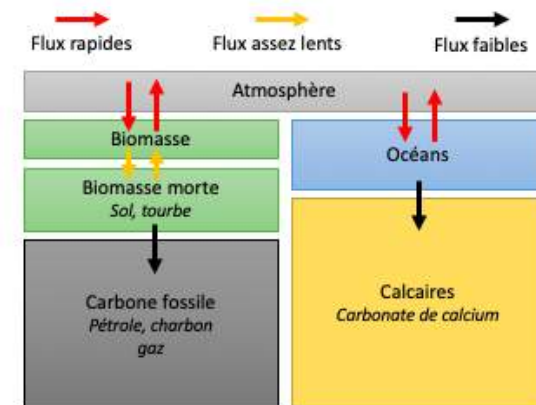 Flux rapides
Flux assez lents
Flux faibles
Atmosphère
Biomasse
Océans
Biomasse morte
Sol, tourbe
Carbone fossile
Pétrole, charbon
gaz
Calcaires
Carbonate de calcium